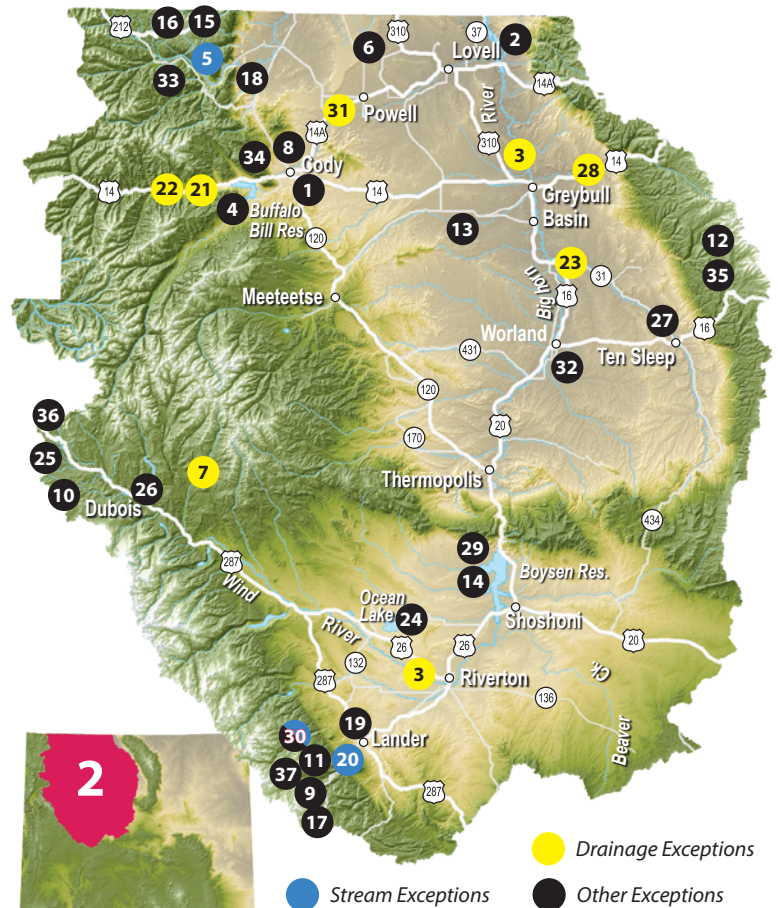 212
16
15
5
33
18
310
37
6
2
Lovell
14A
31
Powell
River
310
14A
34
8
Cody
3
28
14
14
22
21
4
1
14
Greybull
Buffalo
Bill Res.
120
13
Basin
12
35
23
31
Big horn
16
Meeteetse
27
16
Worland
Ten Sleep
431
32
120
20
170
36
25
10
26
7
Dubois
Thermopolis
434
29
14
Boysen Res.
287
Wind
River
Ocean
Lake
24
26
26
Shoshoni
20
132
3
Riverton
287
136
Ck.
Beaver
19
Lander
30
11
20
37
9
17
287
2
Drainage Exceptions
Stream Exceptions
Other Exceptions